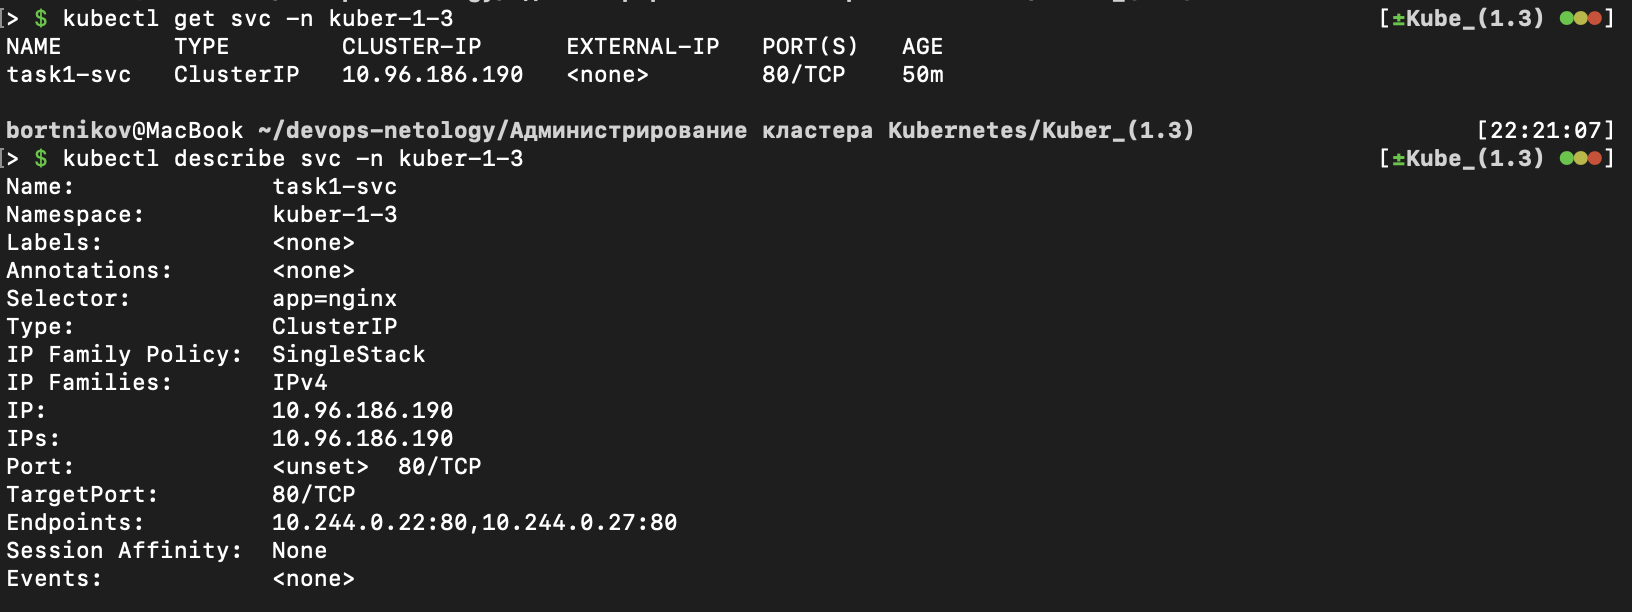 [> $ kubectl get svc -n kuber-1-3 [±Kube_(1.3) ●●●]
NAME TYPE CLUSTER-IP EXTERNAL-IP PORT(S) AGE
task1-svc ClusterIP 10.96.186.190 <none> 80/TCP 50m
bortnikov@MacBook ~/devops-netology/Администрирование кластера Kubernetes/Kuber_(1.3) [22:21:07]
[> $ kubectl describe svc -n kuber-1-3 [±Kube_(1.3) ●●●]
Name: task1-svc
Namespace: kuber-1-3
Labels: <none>
Annotations: <none>
Selector: app=nginx
Type: ClusterIP
IP Family Policy: SingleStack
IP Families: IPv4
IP: 10.96.186.190
IPs: 10.96.186.190
Port: <unset> 80/TCP
TargetPort: 80/TCP
Endpoints: 10.244.0.22:80,10.244.0.27:80
Session Affinity: None
Events: <none>